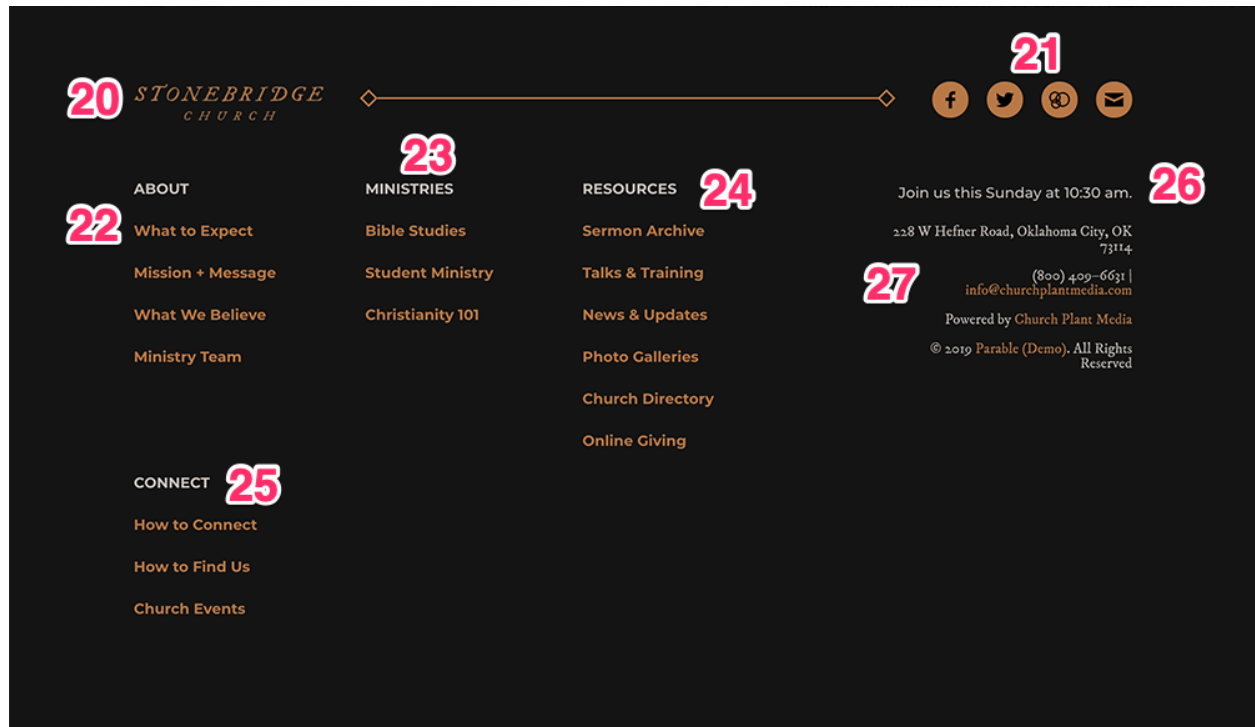 21
20
STONEBRIDGE
CHURCH
23
ABOUT
22
What to Expect
Mission + Message
What We Believe
Ministry Team
MINISTRIES
Bible Studies
Student Ministry
Christianity 101
RESOURCES
24
Sermon Archive
Talks & Training
News & Updates
Photo Galleries
Church Directory
Online Giving
Join us this Sunday at 10:30 am.
26
228 W Hefner Road, Oklahoma City, OK
73114
27
(800) 409-6631 |
info@churchplantmedia.com
Powered by Church Plant Media
© 2019 Parable (Demo). All Rights
Reserved
CONNECT
25
How to Connect
How to Find Us
Church Events